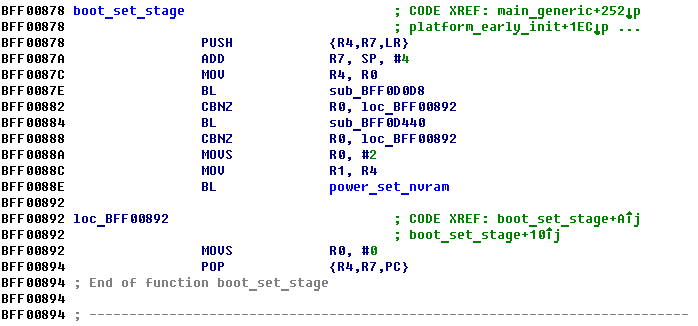 BFF00878 boot_set_stage ; CODE XREF: main_generic+252↓p
BFF00878 ; platform_early_init+1EC↓p ...
BFF00878 PUSH {R4,R7,LR}
BFF0087A ADD R7, SP, #4
BFF0087C MOV R4, R0
BFF0087E BL sub_BFF0D0D8
BFF00882 CBNZ R0, loc_BFF00892
BFF00884 BL sub_BFF0D440
BFF00888 CBNZ R0, loc_BFF00892
BFF0088A MOVS R0, #2
BFF0088C MOV R1, R4
BFF0088E BL power_set_nvram
BFF00892
BFF00892 loc_BFF00892 ; CODE XREF: boot_set_stage+A↑j
BFF00892 ; boot_set_stage+10↑j
BFF00892 MOVS R0, #0
BFF00894 POP {R4,R7,PC}
BFF00894 ; End of function boot_set_stage
BFF00894
BFF00894 ; ---------------------------------------------------------------------------